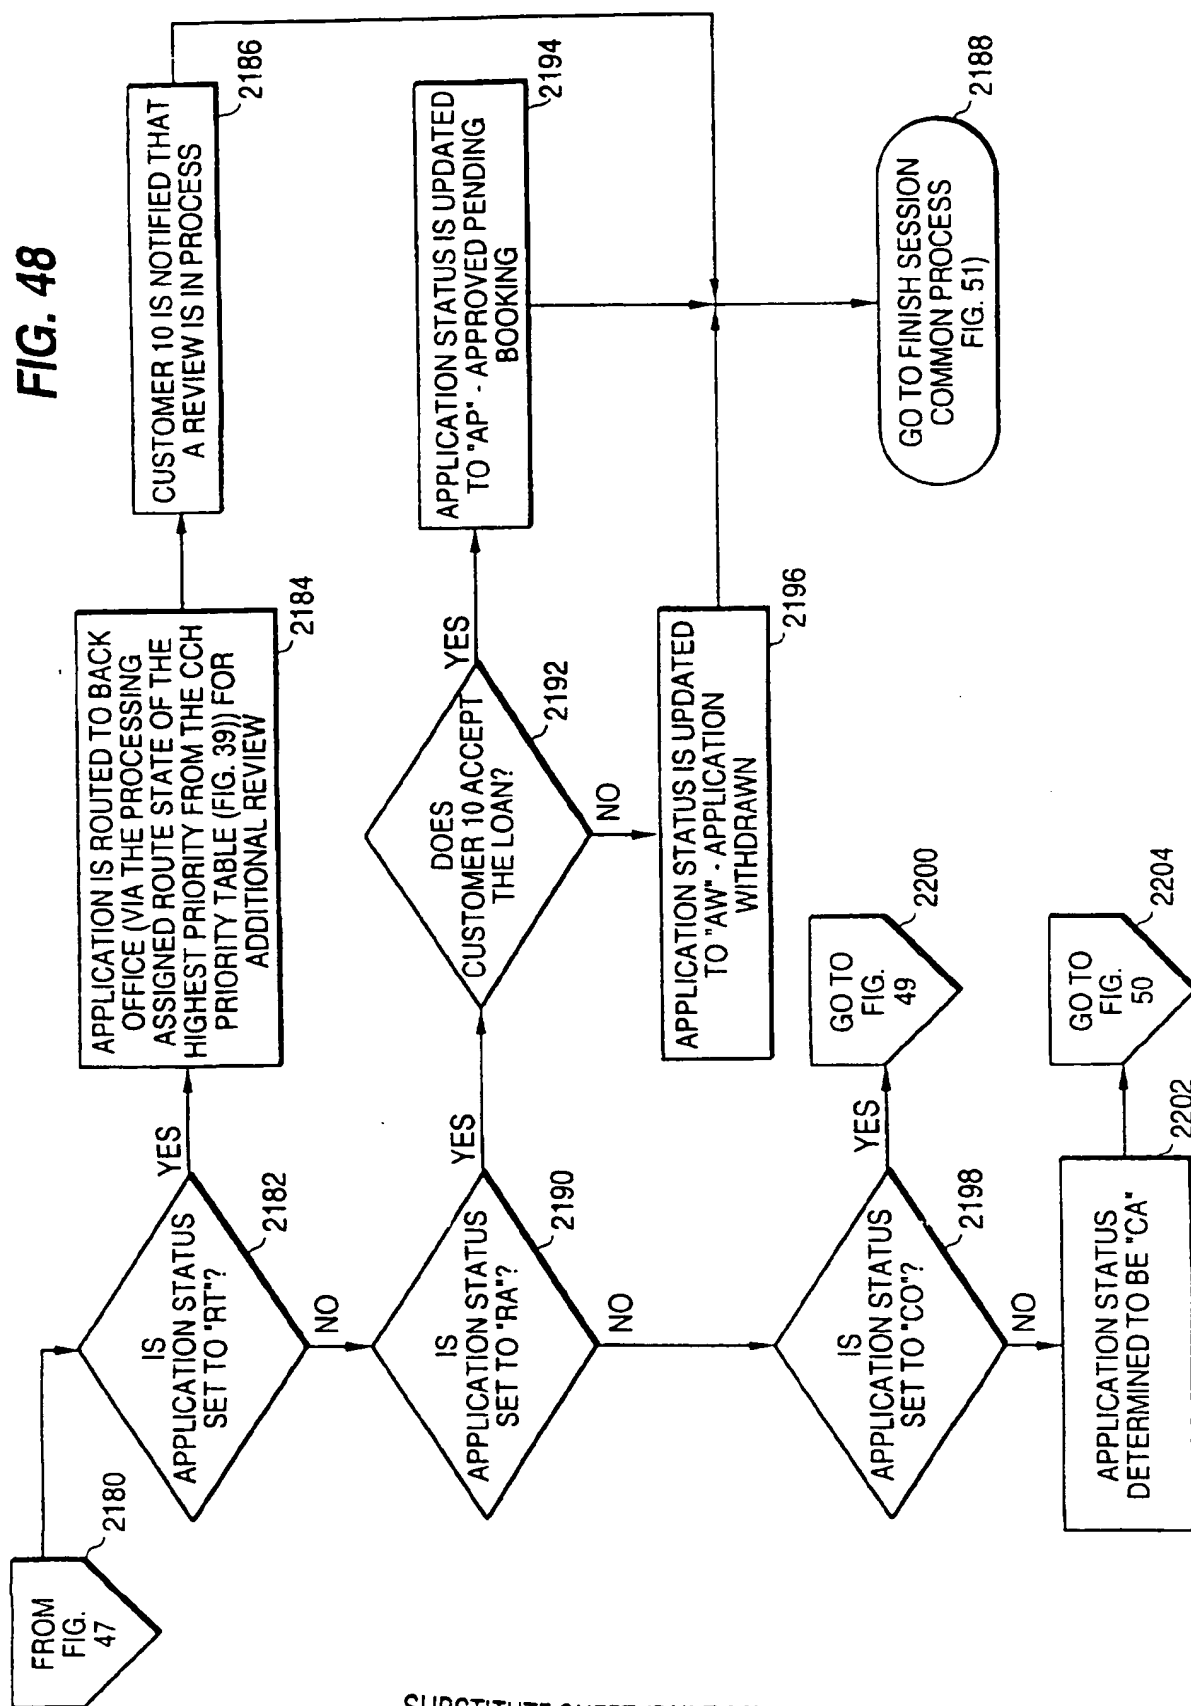 FIG. 48
FROM
FIG.
47
2180
IS
APPLICATION STATUS
SET TO "RT"?
2182
YES
NO
APPLICATION IS ROUTED TO BACK
OFFICE (VIA THE PROCESSING
ASSIGNED ROUTE STATE OF THE
HIGHEST PRIORITY FROM THE CCH
PRIORITY TABLE (FIG. 39)) FOR
ADDITIONAL REVIEW
2184
CUSTOMER 10 IS NOTIFIED THAT
A REVIEW IS IN PROCESS
2186
IS
APPLICATION STATUS
SET TO "RA"?
2190
YES
NO
DOES
CUSTOMER 10 ACCEPT
THE LOAN?
2192
YES
NO
APPLICATION STATUS IS UPDATED
TO "AP" - APPROVED PENDING
BOOKING
2194
APPLICATION STATUS IS UPDATED
TO "AW" - APPLICATION
WITHDRAWN
2196
GO TO FINISH SESSION
COMMON PROCESS
FIG. 51)
2188
IS
APPLICATION STATUS
SET TO "CO"?
2198
YES
NO
GO TO
FIG.
49
2200
APPLICATION STATUS
DETERMINED TO BE "CA"
2202
GO TO
FIG.
50
2204